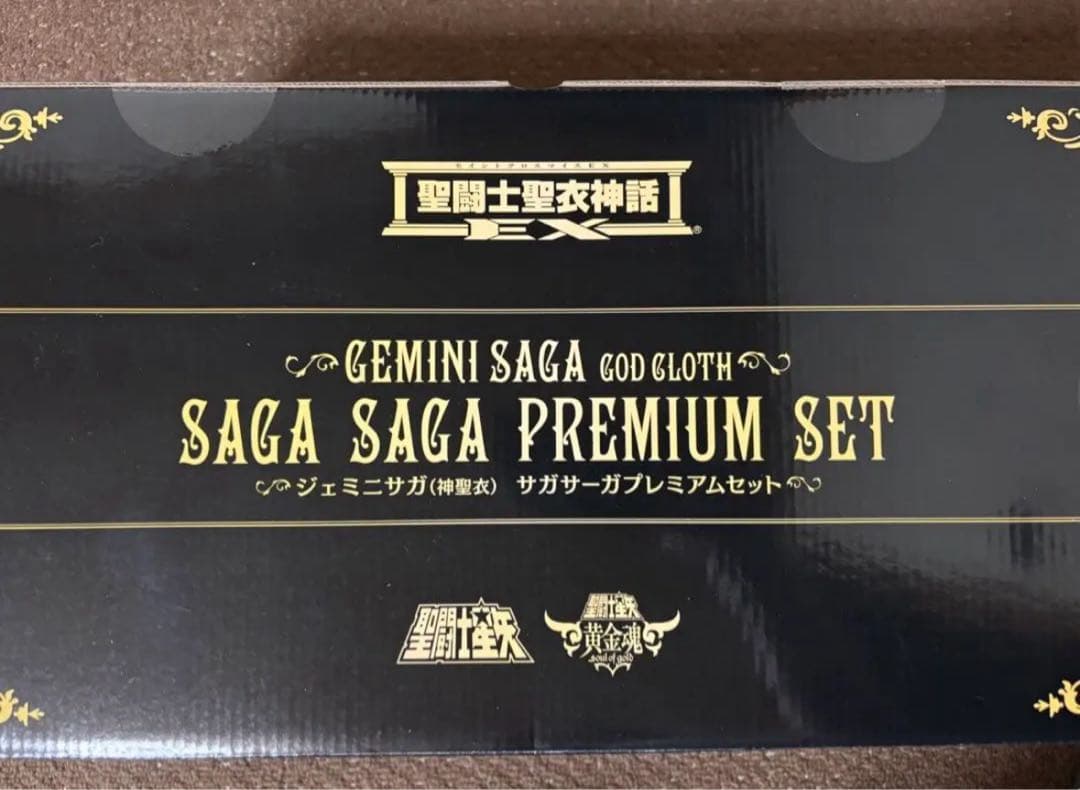 セイントクロスマイスEX
聖闘士聖衣神話
EX®
GEMINI SAGA GOD CLOTH
SAGA SAGA PREMIUM SET
ジェミニサガ(神聖衣) サガサーガプレミアムセット
聖闘士星矢
聖闘士星矢
黄金魂
soul of gold